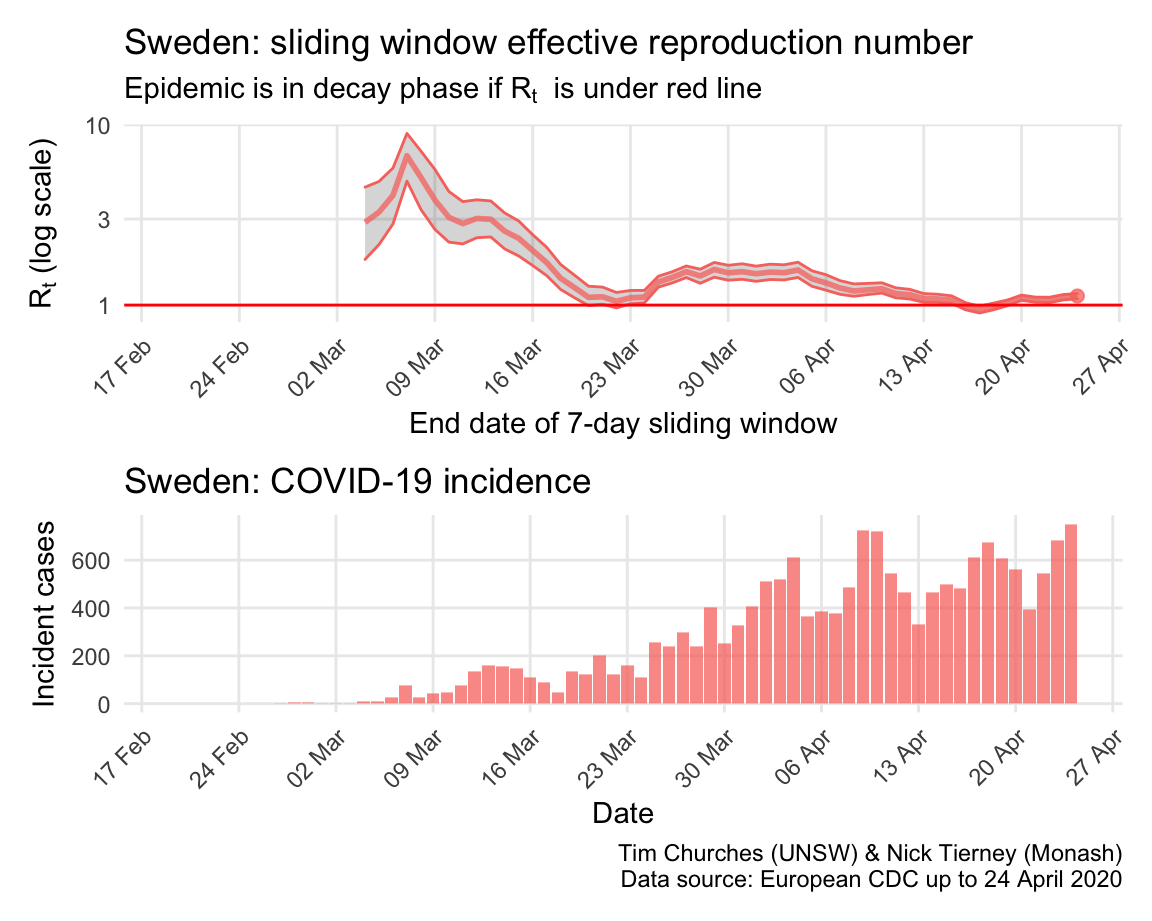 Sweden: sliding window effective reproduction number
Epidemic is in decay phase if Rt is under red line
Rt (log scale)
10
3
1
17 Feb
24 Feb
02 Mar
09 Mar
16 Mar
23 Mar
30 Mar
06 Apr
13 Apr
20 Apr
27 Apr
End date of 7-day sliding window
Sweden: COVID-19 incidence
Incident cases
600
400
200
0
17 Feb
24 Feb
02 Mar
09 Mar
16 Mar
23 Mar
30 Mar
06 Apr
13 Apr
20 Apr
27 Apr
Date
Tim Churches (UNSW) & Nick Tierney (Monash)
Data source: European CDC up to 24 April 2020